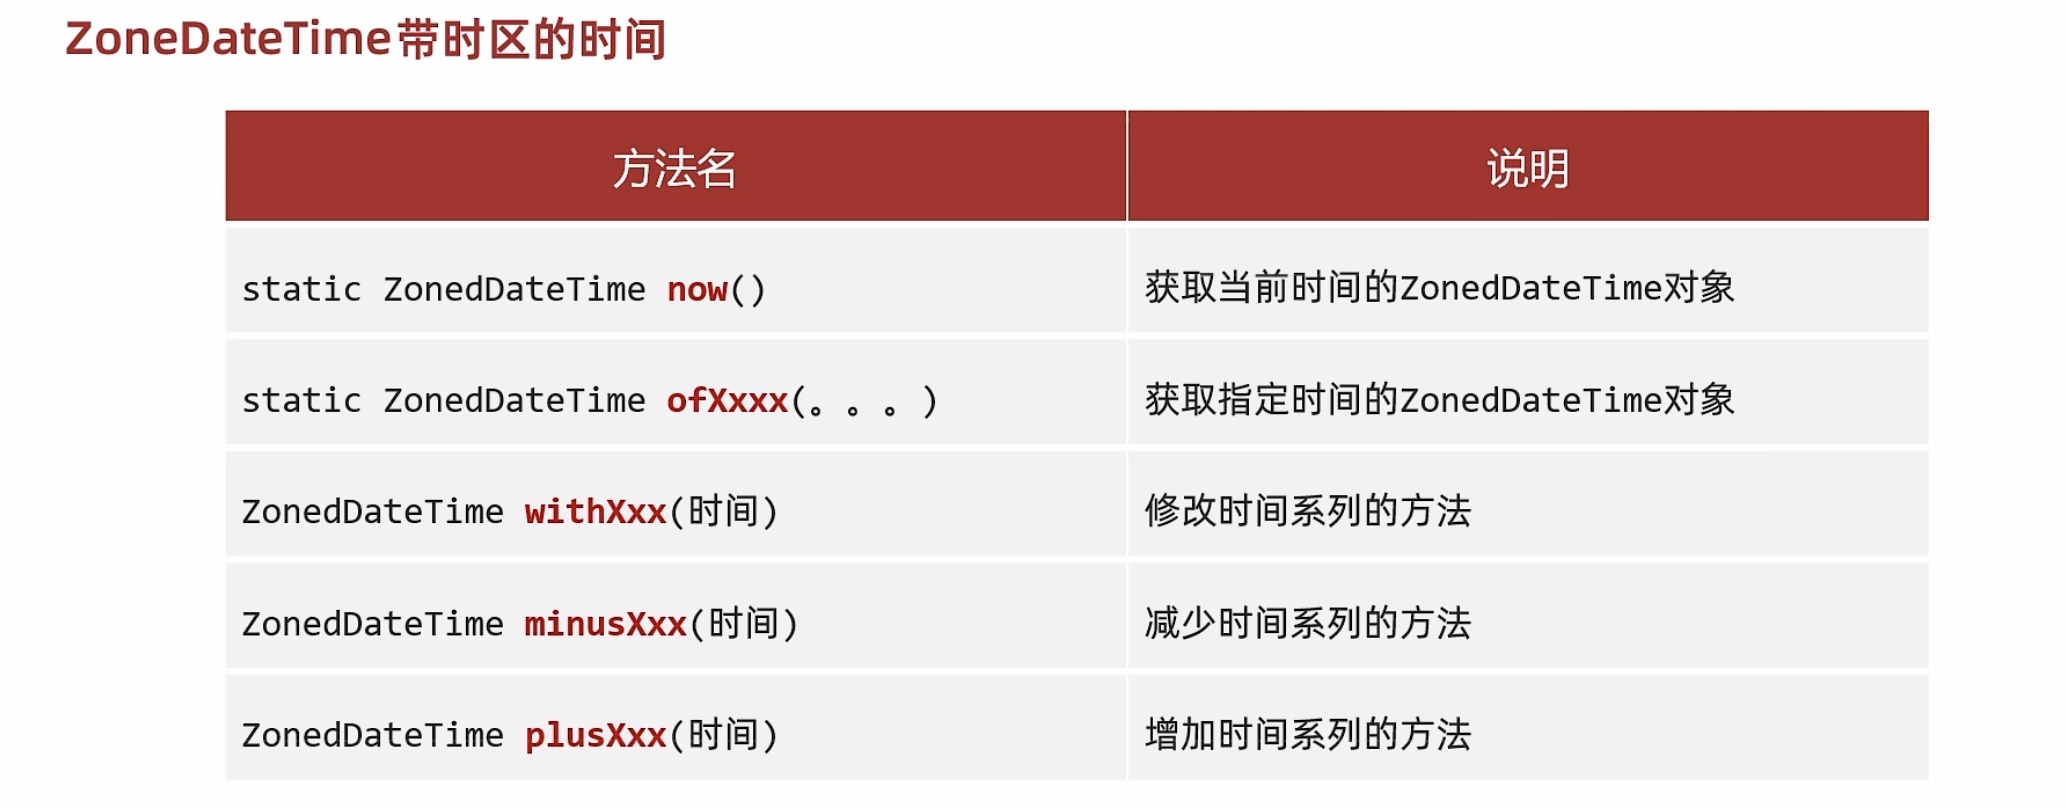 ZoneDateTime带时区的时间
方法名 说明
static ZonedDateTime now() 获取当前时间的ZonedDateTime对象
static ZonedDateTime ofXxxx(。。。) 获取指定时间的ZonedDateTime对象
ZonedDateTime withXxx(时间) 修改时间系列的方法
ZonedDateTime minusXxx(时间) 减少时间系列的方法
ZonedDateTime plusXxx(时间) 增加时间系列的方法